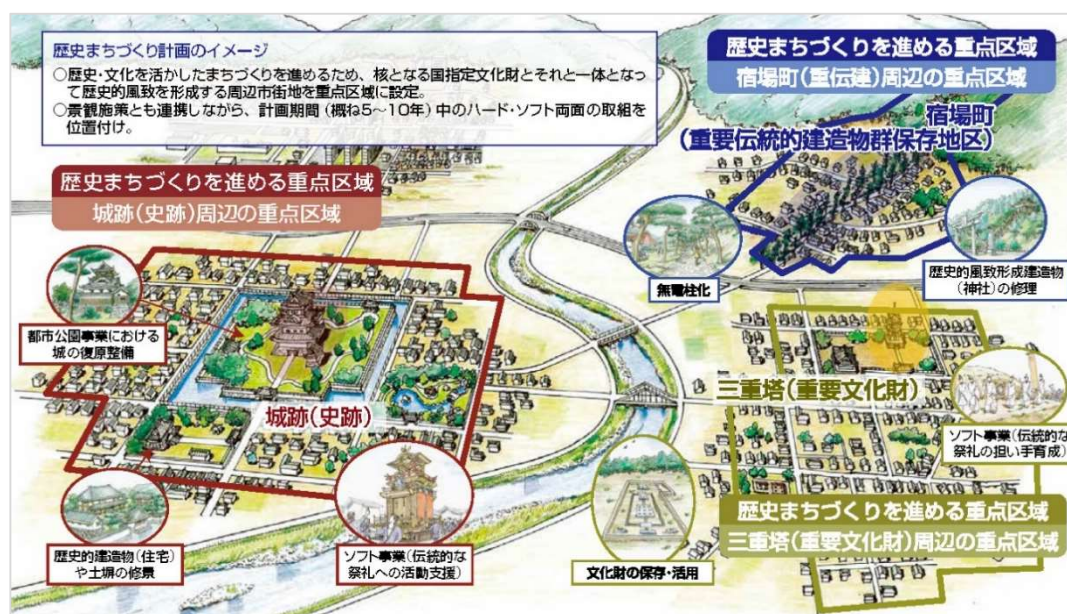 歴史まちづくり計画のイメージ
○歴史・文化を活かしたまちづくりを進めるため、核となる国指定文化財とそれと一体となっ
て歴史的風致を形成する周辺市街地を重点区域に設定。
○景観施策とも連携しながら、計画期間(概ね5～10年)中のハード・ソフト両面の取組を
位置付け。
歴史まちづくりを進める重点区域
宿場町(重伝建)周辺の重点区域
宿場町
(重要伝統的建造物群保存地区)
無電柱化
歴史的風致形成建造物
(神社)の修理
歴史まちづくりを進める重点区域
城跡(史跡)周辺の重点区域
都市公園事業における
城の復原整備
城跡(史跡)
歴史的建造物(住宅)
や土塀の修景
ソフト事業(伝統的な
祭礼への活動支援)
三重塔(重要文化財)
ソフト事業(伝統的な
祭礼の担い手育成)
文化財の保存・活用
歴史まちづくりを進める重点区域
三重塔(重要文化財)周辺の重点区域